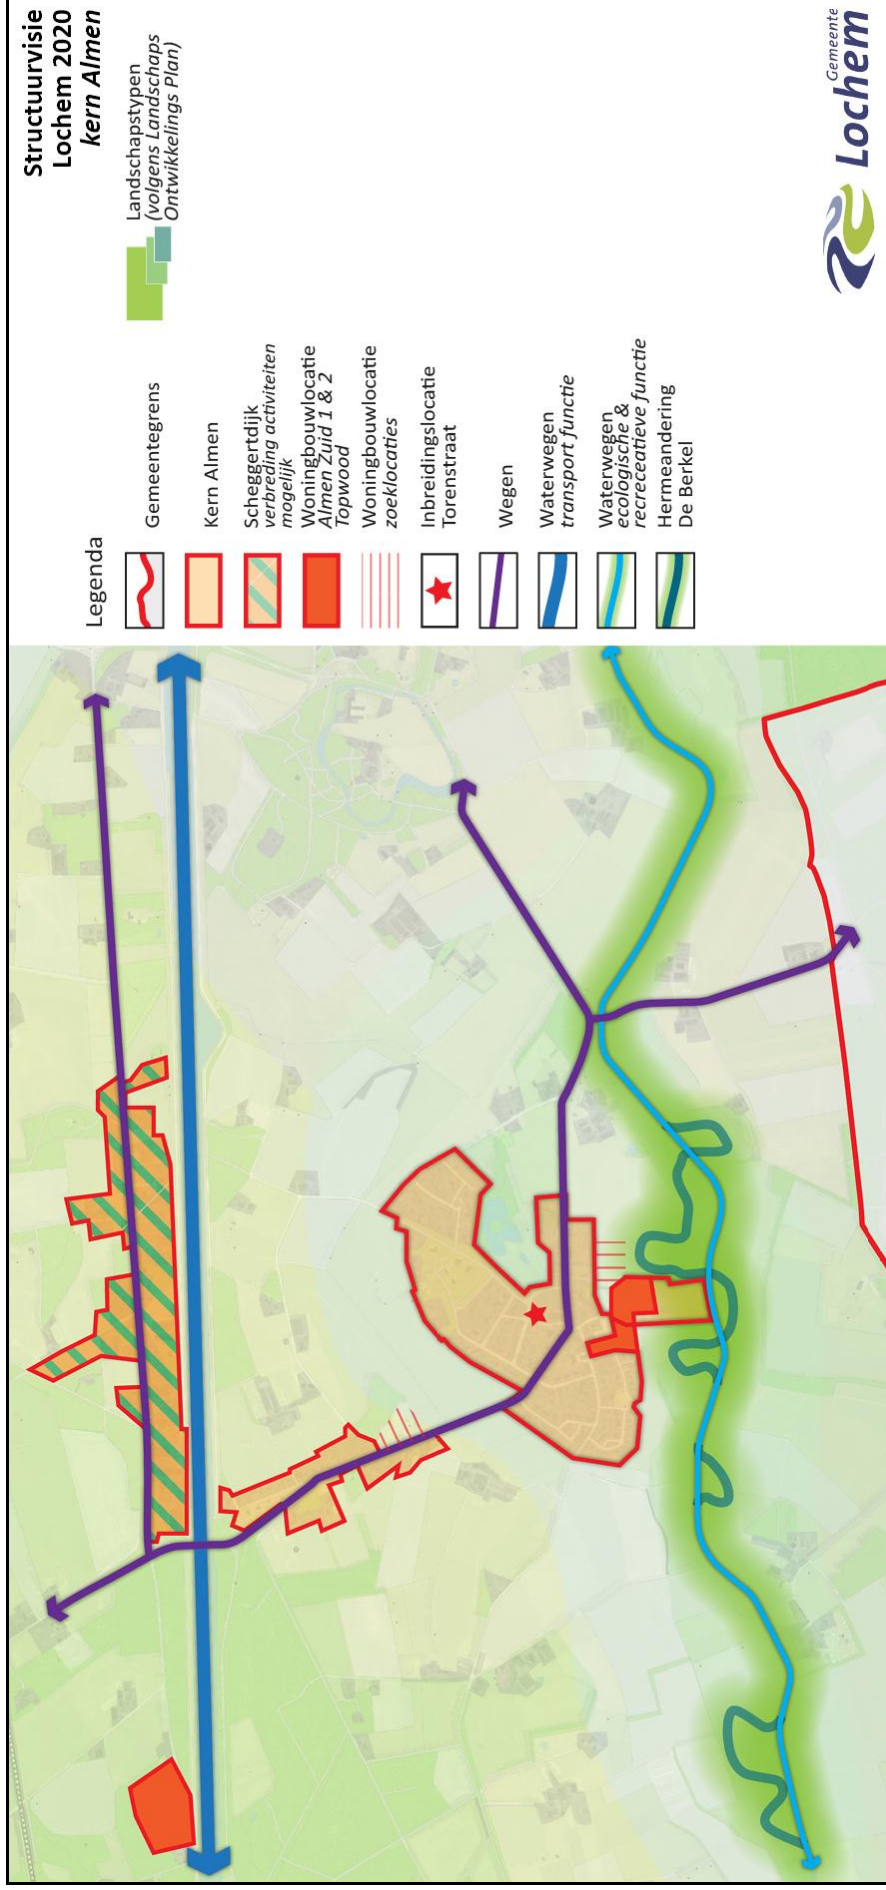 Structuurvisie
Lochem 2020
kern Almen
Legenda
Gemeentegrens
Kern Almen
Scheggertdijk
verbreding activiteiten
mogelijk
Woningbouwlocatie
Almen Zuid 1 & 2
Topwood
Woningbouwlocatie
zoeklocaties
Inbreidingslocatie
Torenstraat
Wegen
Waterwegen
transport functie
Waterwegen
ecologische &
recreceatieve functie
Hermeandering
De Berkel
Landschapstypen
(volgens Landschaps
Ontwikkelings Plan)
Gemeente
Lochem